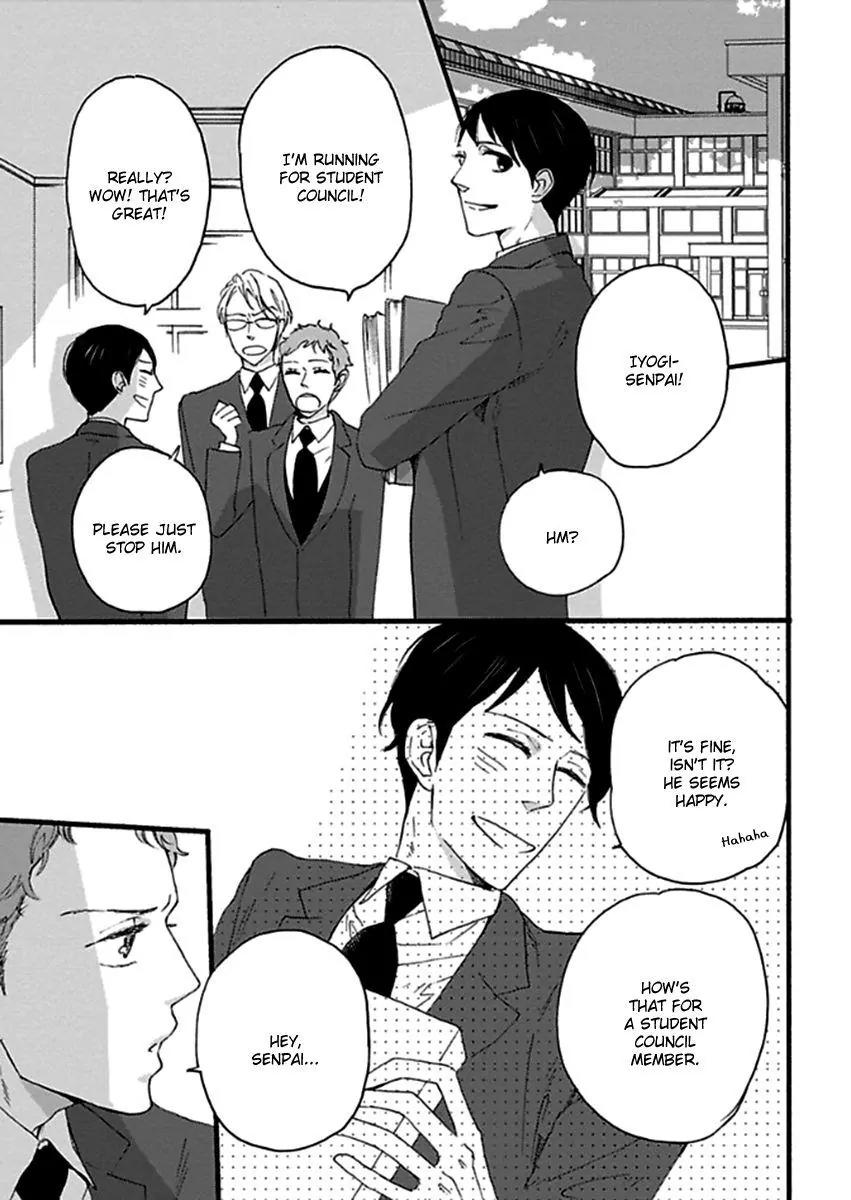 IYOGI-
SENPAI!
HM?
I'M RUNNING
FOR STUDENT
COUNCIL!
REALLY?
WOW! THAT'S
GREAT!
PLEASE JUST
STOP HIM.
IT'S FINE,
ISN'T IT?
HE SEEMS
HAPPY.
Hahaha
HOW'S
THAT FOR
A STUDENT
COUNCIL
MEMBER.
HEY,
SENPAI...